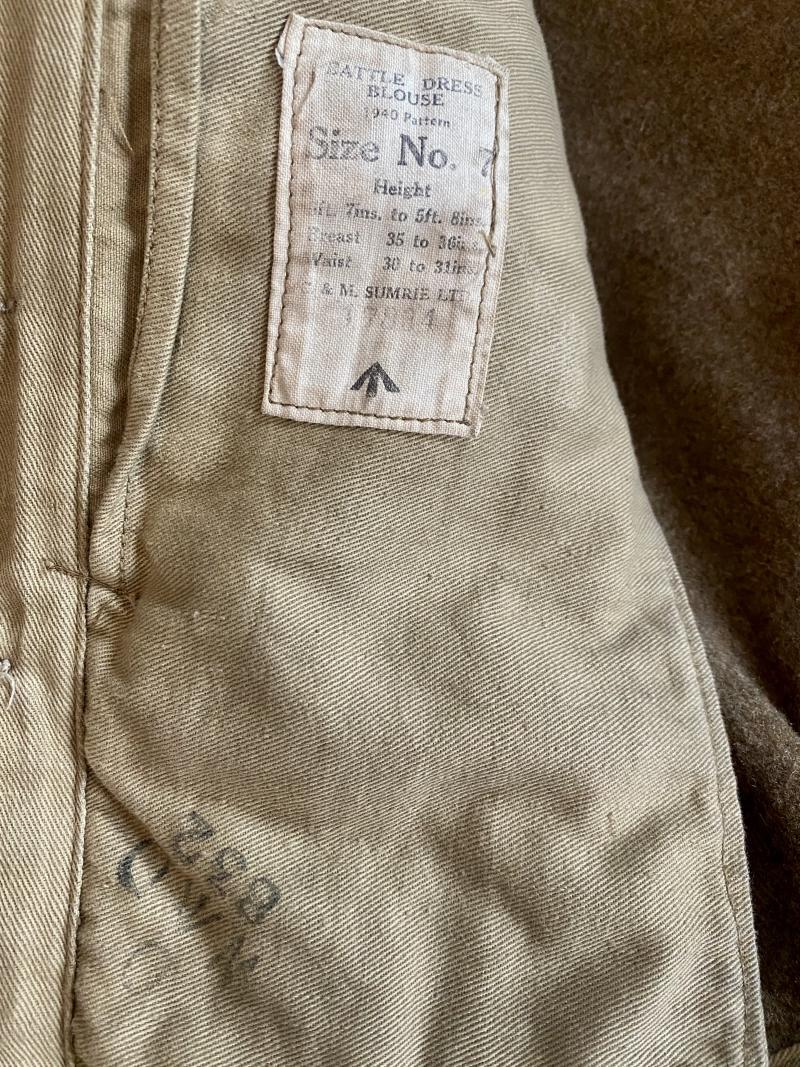 BATTLE DRESS
BLOUSE
1940 Pattern
Size No. 7
Height
5ft. 7ins. to 5ft. 8ins.
Breast 35 to 36ins.
Waist 30 to 31ins.
& M. SUMRIE LTD.
832